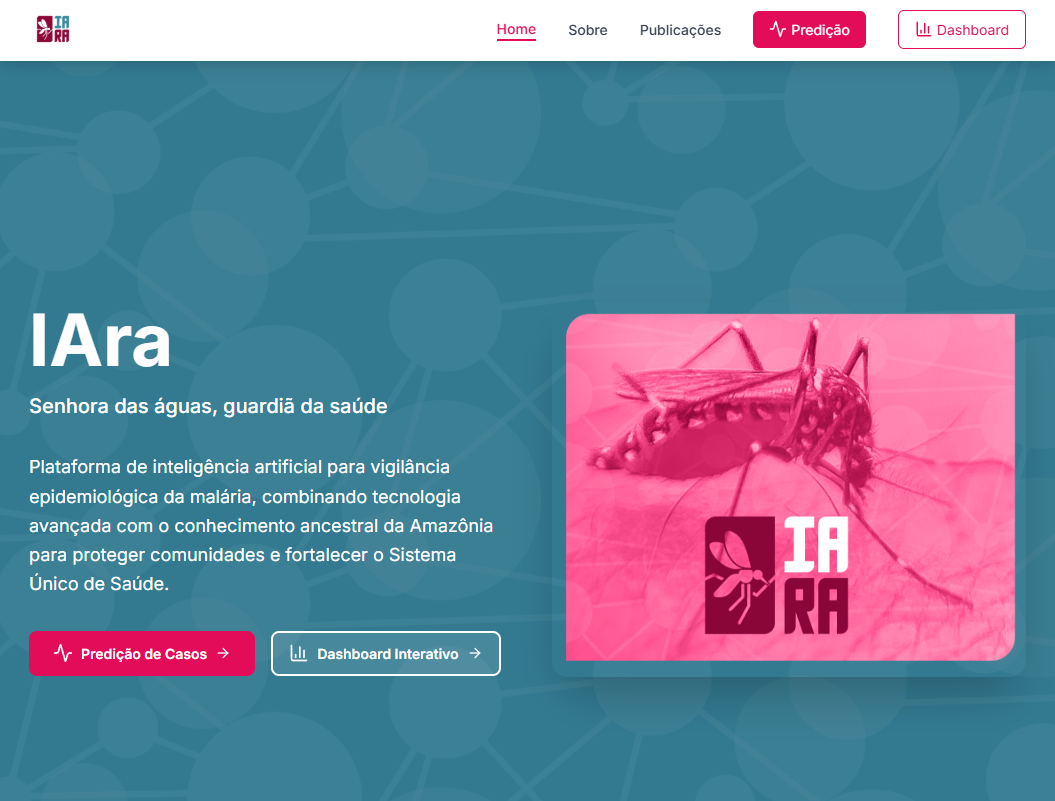 IA
RA
Home
Sobre
Publicações
Predição
Dashboard
IAra
Senhora das águas, guardiã da saúde
Plataforma de inteligência artificial para vigilância
epidemiológica da malária, combinando tecnologia
avançada com o conhecimento ancestral da Amazônia
para proteger comunidades e fortalecer o Sistema
Único de Saúde.
Predição de Casos →
Dashboard Interativo →
IA
RA